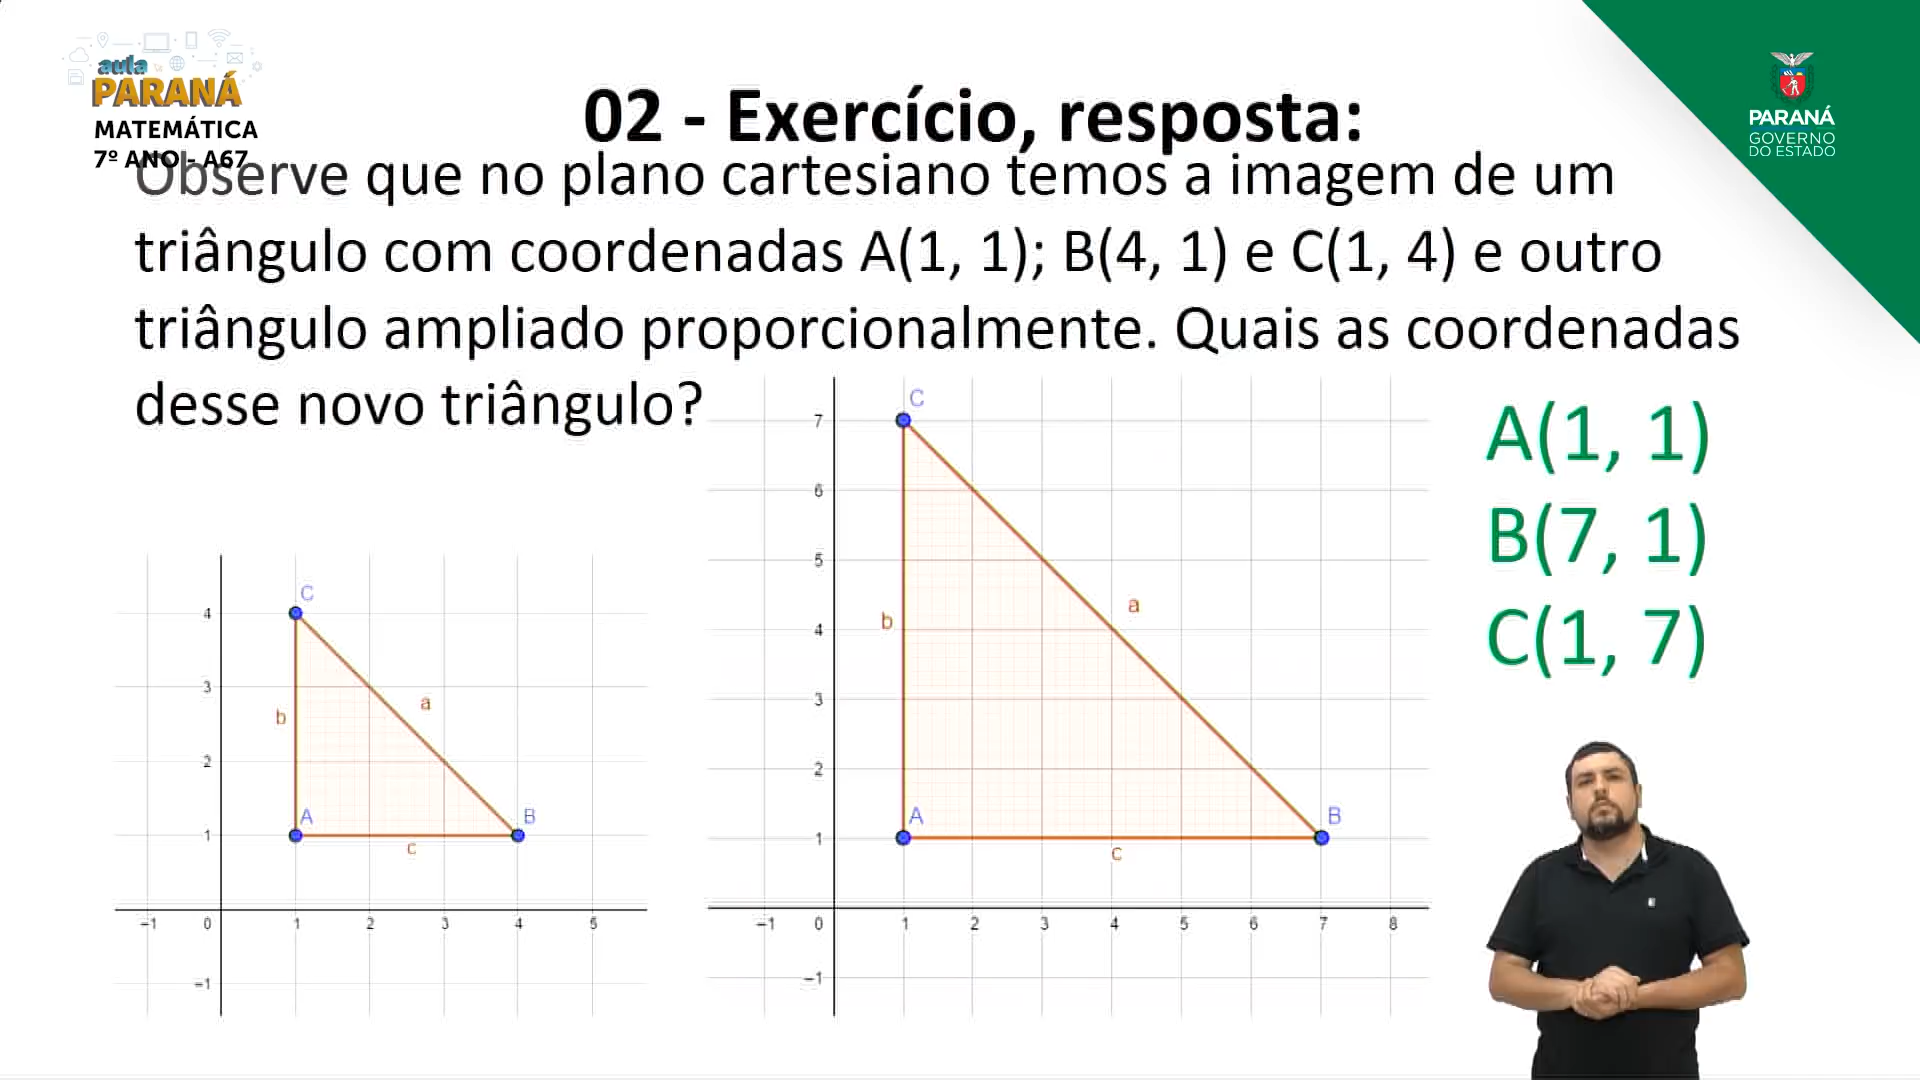 aula
PARANÁ
MATEMÁTICA
7º ANO - A67
PARANÁ
GOVERNO
DO ESTADO
02 - Exercício, resposta:
Observe que no plano cartesiano temos a imagem de um
triângulo com coordenadas A(1, 1); B(4, 1) e C(1, 4) e outro
triângulo ampliado proporcionalmente. Quais as coordenadas
desse novo triângulo?
C
4
3
a
b
2
A
B
1
c
-1 0 1 2 3 4 5
-1
C
7
6
5
a
b
4
3
2
A
B
1
c
-1 0 1 2 3 4 5 6 7 8
-1
A(1, 1)
B(7, 1)
C(1, 7)